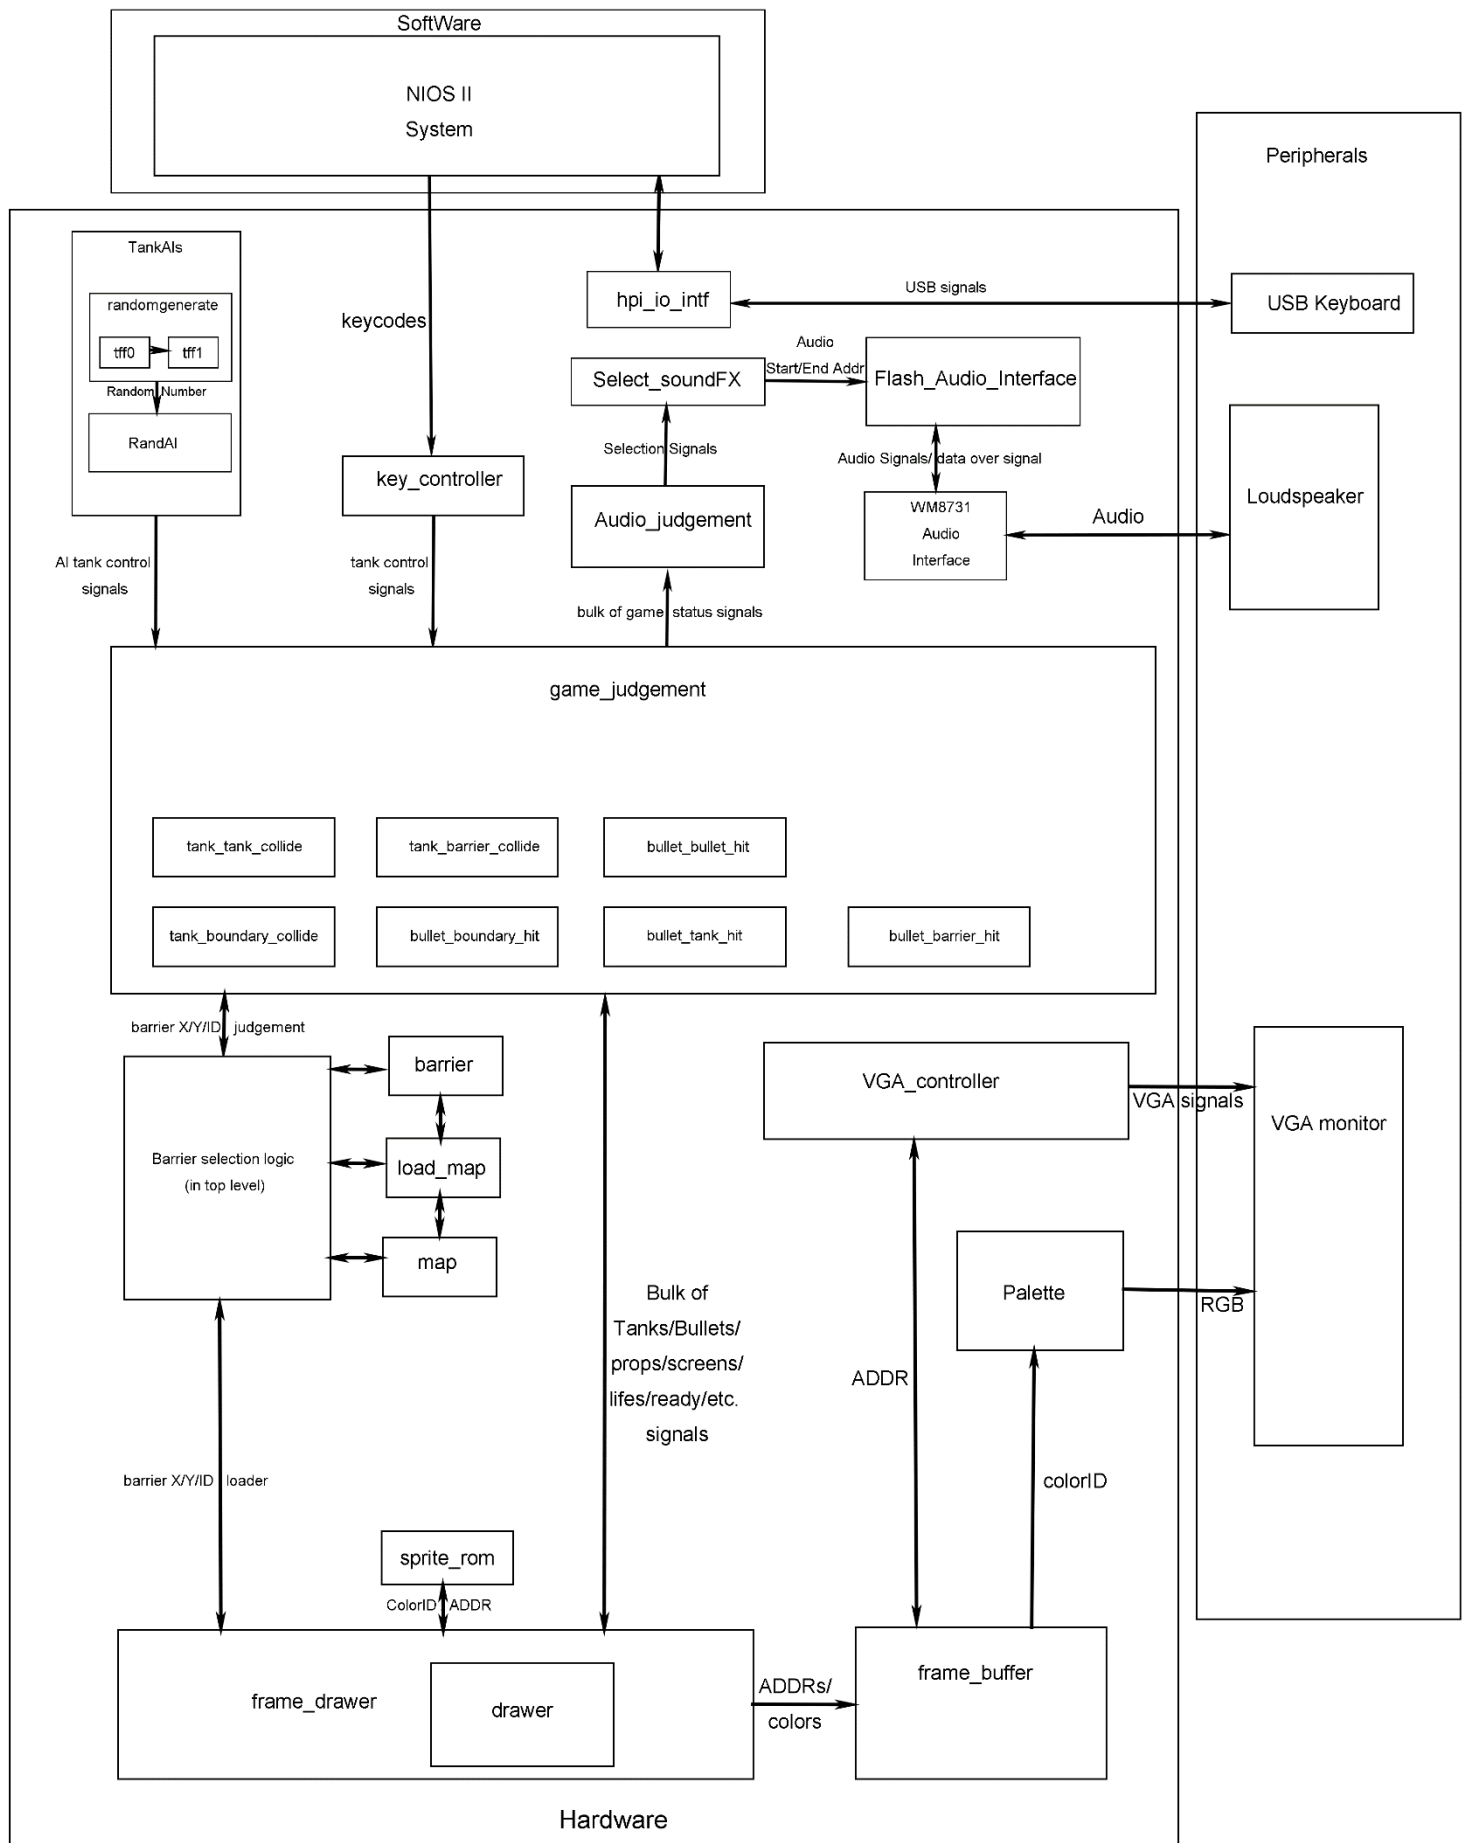 SoftWare
NIOS II
System
Peripherals
TankAIs
randomgenerate
tff0
tff1
Random Number
RandAI
keycodes
hpi_io_intf
USB signals
USB Keyboard
Audio
Start/End Addr
Select_soundFX
Flash_Audio_Interface
Selection Signals
Audio Signals/ data over signal
key_controller
Audio_judgement
WM8731
Audio
Interface
Audio
Loudspeaker
AI tank control
signals
tank control
signals
bulk of game status signals
game_judgement
tank_tank_collide
tank_barrier_collide
bullet_bullet_hit
tank_boundary_collide
bullet_boundary_hit
bullet_tank_hit
bullet_barrier_hit
barrier X/Y/ID judgement
barrier
VGA_controller
VGA signals
VGA monitor
Barrier selection logic
(in top level)
load_map
map
Bulk of
Tanks/Bullets/
props/screens/
lifes/ready/etc.
signals
Palette
RGB
ADDR
colorID
barrier X/Y/ID loader
sprite_rom
ColorID ADDR
frame_drawer
drawer
ADDRs/
colors
frame_buffer
Hardware